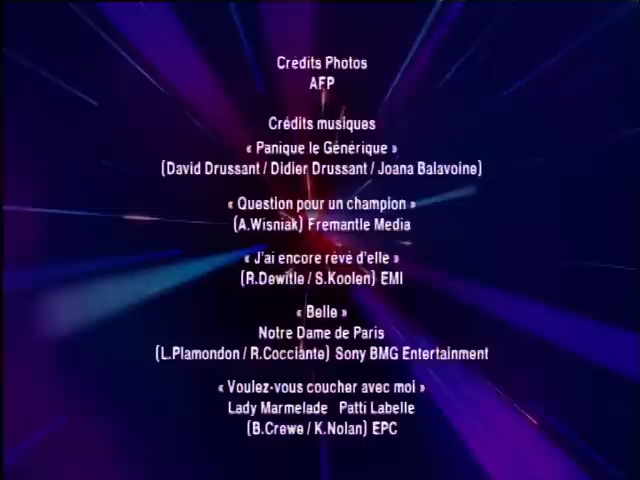 Crédits Photos
AFP
Crédits musiques
« Panique le Générique »
(David Drussant / Didier Drussant / Joana Balavoine)
« Question pour un champion »
(A.Wisniak) Fremantle Media
« J'ai encore rêvé d'elle »
(R.Dewitle / S.Koolen) EMI
« Belle »
Notre Dame de Paris
(L.Plamondon / R.Cocciante) Sony BMG Entertainment
« Voulez-vous coucher avec moi »
Lady Marmelade Patti Labelle
(B.Crewe / K.Nolan) EPC